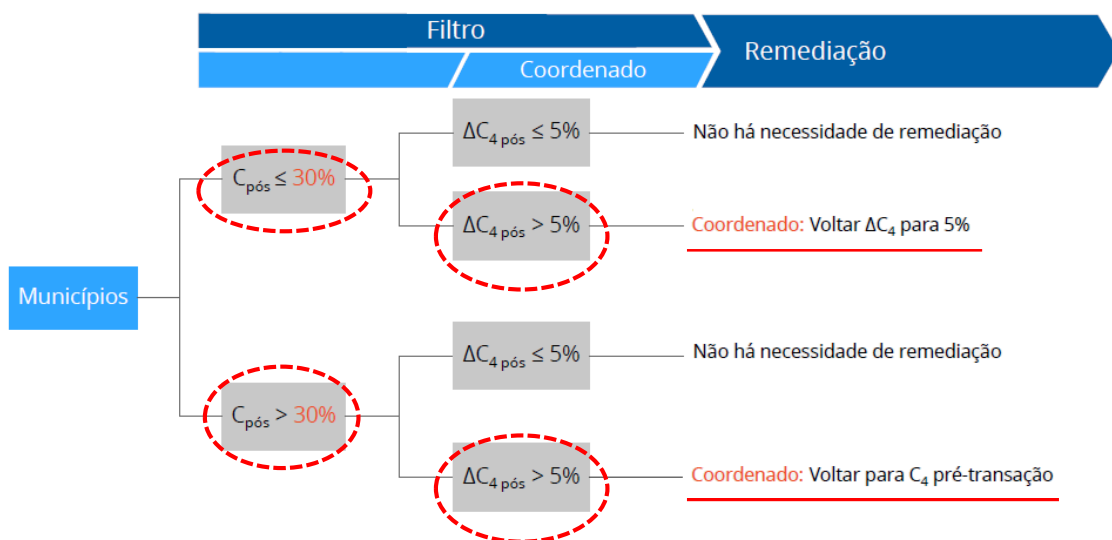 Filtro
Remediação
Coordenado
ΔC4 pós ≤ 5%
Não há necessidade de remediação
Cpós ≤ 30%
ΔC4 pós > 5%
Coordenado: Voltar ΔC4 para 5%
Municípios
ΔC4 pós ≤ 5%
Não há necessidade de remediação
Cpós > 30%
ΔC4 pós > 5%
Coordenado: Voltar para C4 pré-transação